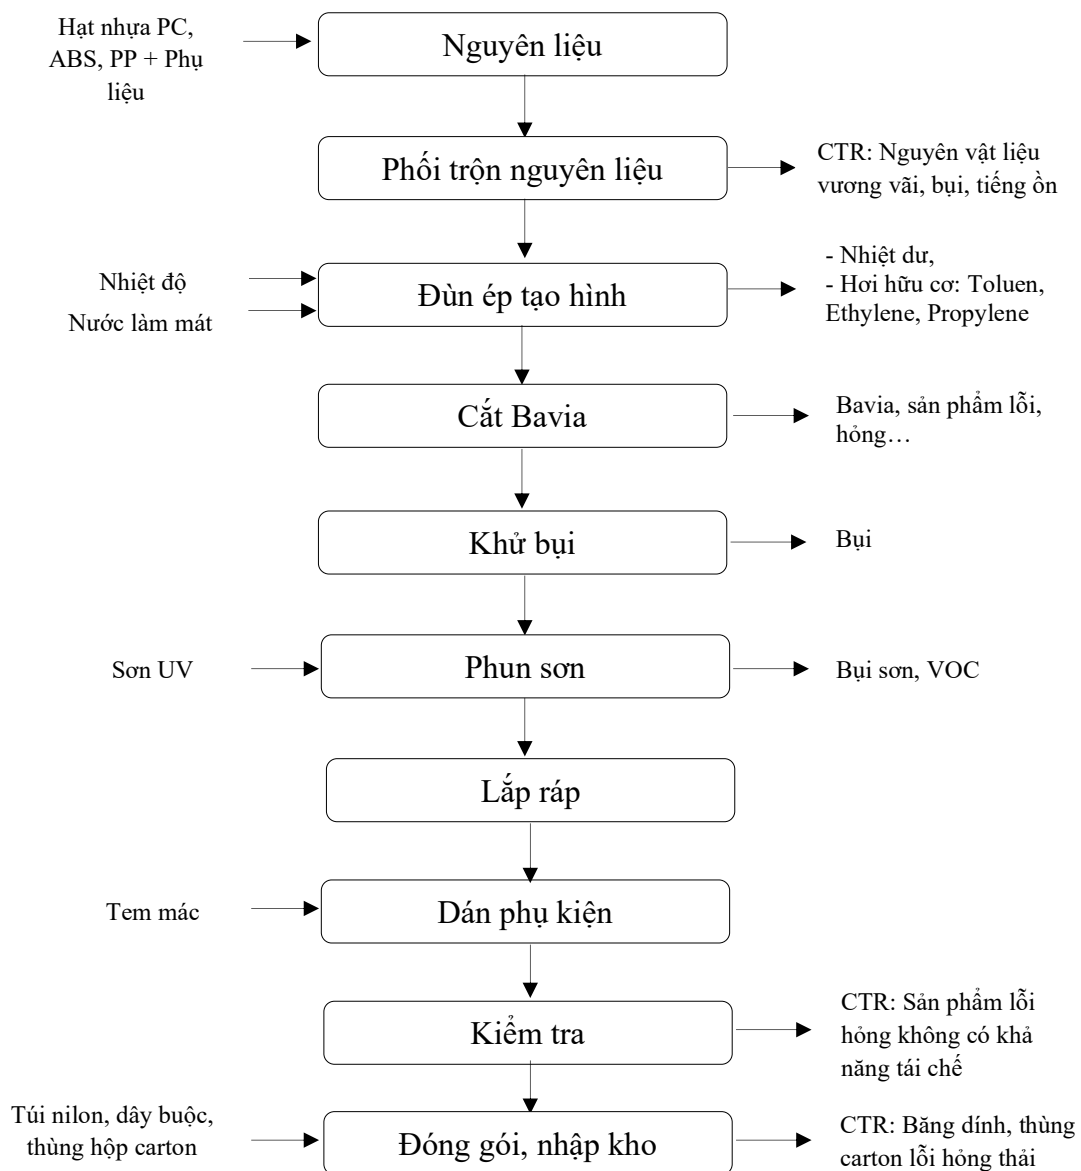 Hạt nhựa PC,
ABS, PP + Phụ
liệu
Nguyên liệu
Phối trộn nguyên liệu
CTR: Nguyên vật liệu
vương vãi, bụi, tiếng ồn
Nhiệt độ
Nước làm mát
Đùn ép tạo hình
- Nhiệt dư,
- Hơi hữu cơ: Toluen,
Ethylene, Propylene
Cắt Bavia
Bavia, sản phẩm lỗi,
hỏng…
Khử bụi
Bụi
Sơn UV
Phun sơn
Bụi sơn, VOC
Lắp ráp
Tem mác
Dán phụ kiện
Kiểm tra
CTR: Sản phẩm lỗi
hỏng không có khả
năng tái chế
Túi nilon, dây buộc,
thùng hộp carton
Đóng gói, nhập kho
CTR: Băng dính, thùng
carton lỗi hỏng thải